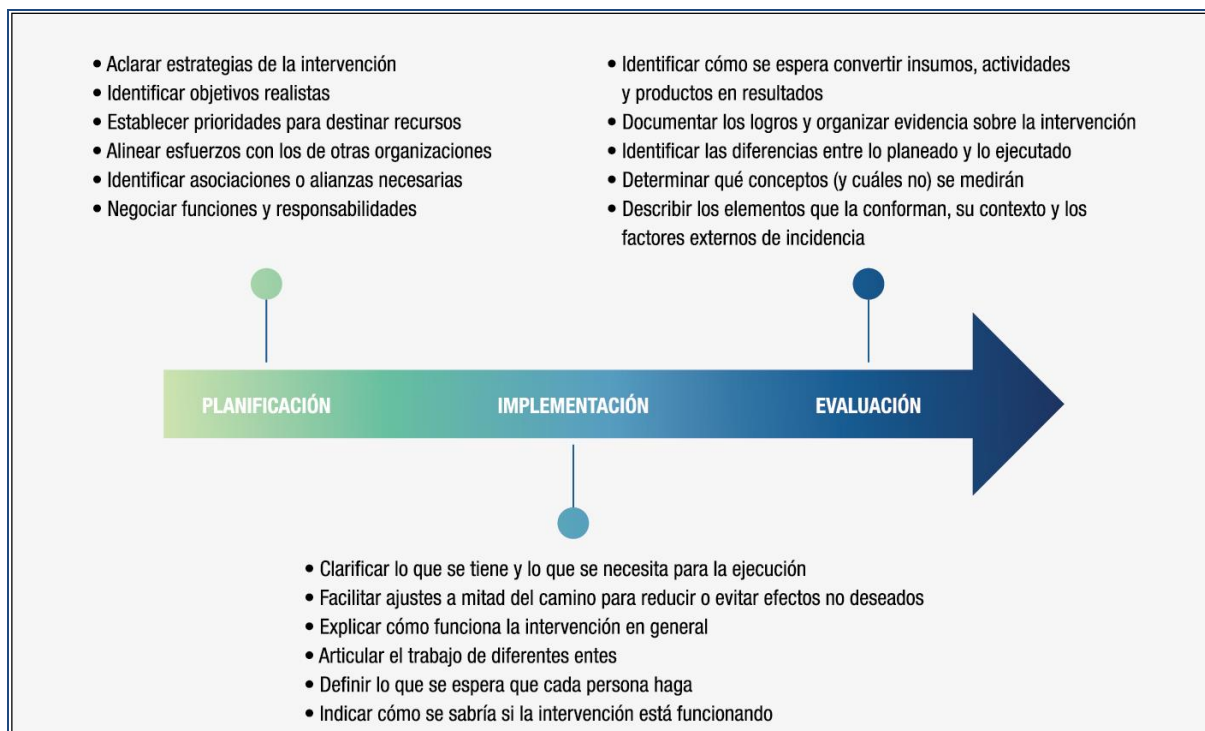 • Aclarar estrategias de la intervención
• Identificar objetivos realistas
• Establecer prioridades para destinar recursos
• Alinear esfuerzos con los de otras organizaciones
• Identificar asociaciones o alianzas necesarias
• Negociar funciones y responsabilidades
• Identificar cómo se espera convertir insumos, actividades
y productos en resultados
• Documentar los logros y organizar evidencia sobre la intervención
• Identificar las diferencias entre lo planeado y lo ejecutado
• Determinar qué conceptos (y cuáles no) se medirán
• Describir los elementos que la conforman, su contexto y los
factores externos de incidencia
PLANIFICACIÓN
IMPLEMENTACIÓN
EVALUACIÓN
• Clarificar lo que se tiene y lo que se necesita para la ejecución
• Facilitar ajustes a mitad del camino para reducir o evitar efectos no deseados
• Explicar cómo funciona la intervención en general
• Articular el trabajo de diferentes entes
• Definir lo que se espera que cada persona haga
• Indicar cómo se sabría si la intervención está funcionando